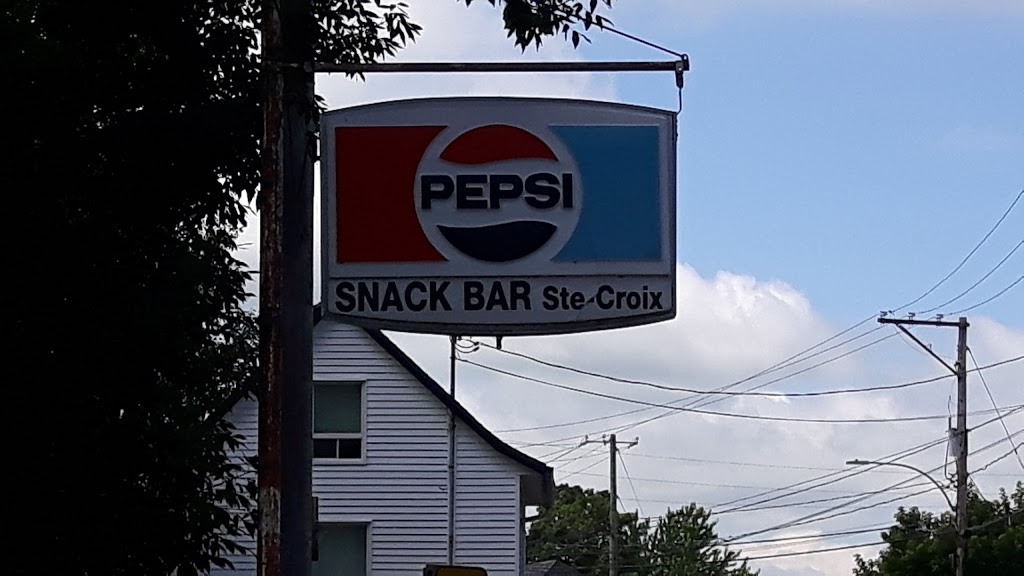 PEPSI
SNACK BAR Ste-Croix